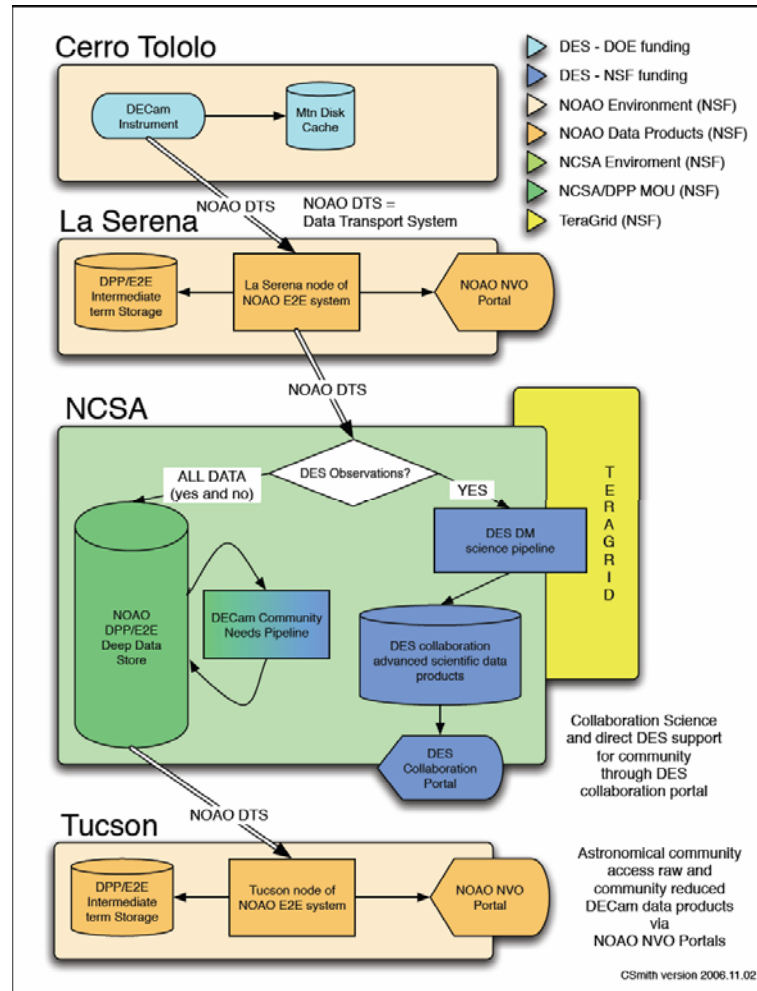 Cerro Tololo
DECam
Instrument
Mtn Disk
Cache
DES - DOE funding
DES - NSF funding
NOAO Environment (NSF)
NOAO Data Products (NSF)
NCSA Enviroment (NSF)
NCSA/DPP MOU (NSF)
TeraGrid (NSF)
NOAO DTS
NOAO DTS =
Data Transport System
La Serena
DPP/E2E
Intermediate
term Storage
La Serena node of
NOAO E2E system
NOAO NVO
Portal
NOAO DTS
NCSA
DES Observations?
ALL DATA
(yes and no)
YES
TERAGRID
DES DM
science pipeline
NOAO
DPP/E2E
Deep Data
Store
DECam Community
Needs Pipeline
DES collaboration
advanced scientific data
products
DES
Collaboration
Portal
Collaboration Science
and direct DES support
for community
through DES
collaboration portal
NOAO DTS
Tucson
DPP/E2E
Intermediate
term Storage
Tucson node of
NOAO E2E system
NOAO NVO
Portal
Astronomical community
access raw and
community reduced
DECam data products
via
NOAO NVO Portals
CSmith version 2006.11.02